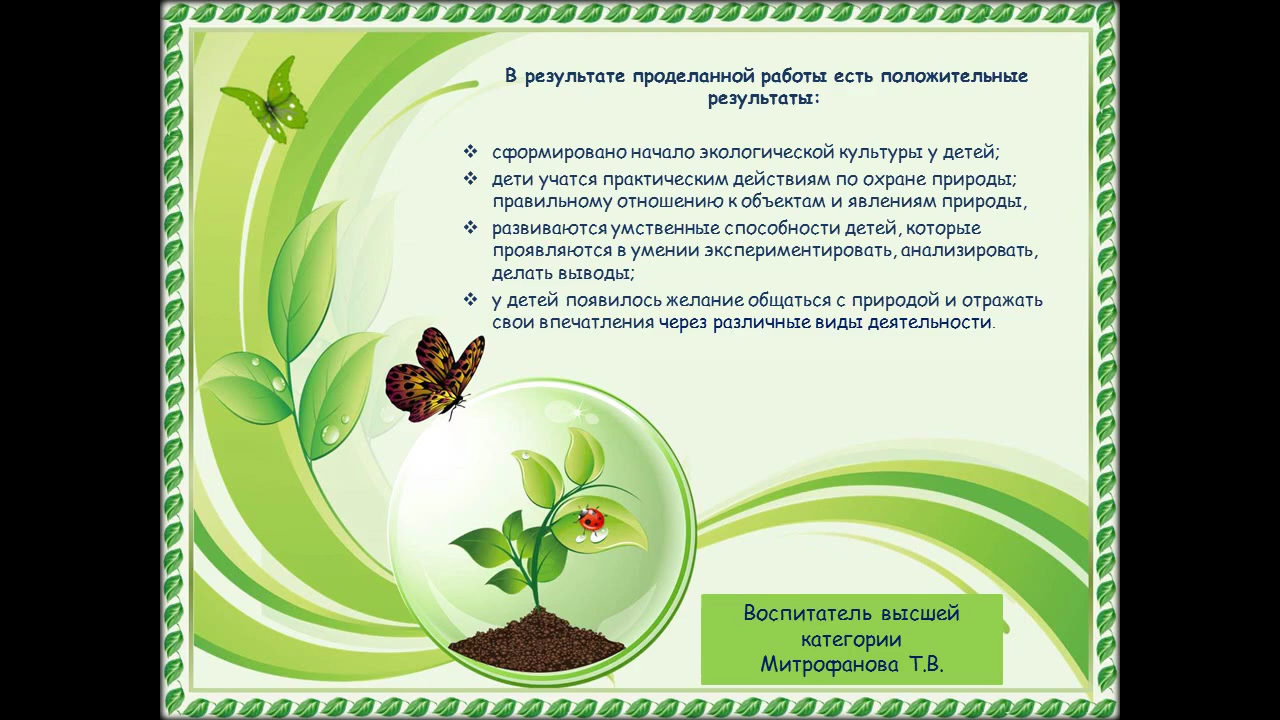 В результате проделанной работы есть положительные
результаты:
❖ сформировано начало экологической культуры у детей;
❖ дети учатся практическим действиям по охране природы;
правильному отношению к объектам и явлениям природы,
❖ развиваются умственные способности детей, которые
проявляются в умении экспериментировать, анализировать,
делать выводы;
❖ у детей появилось желание общаться с природой и отражать
свои впечатления через различные виды деятельности.
Воспитатель высшей
категории
Митрофанова Т.В.